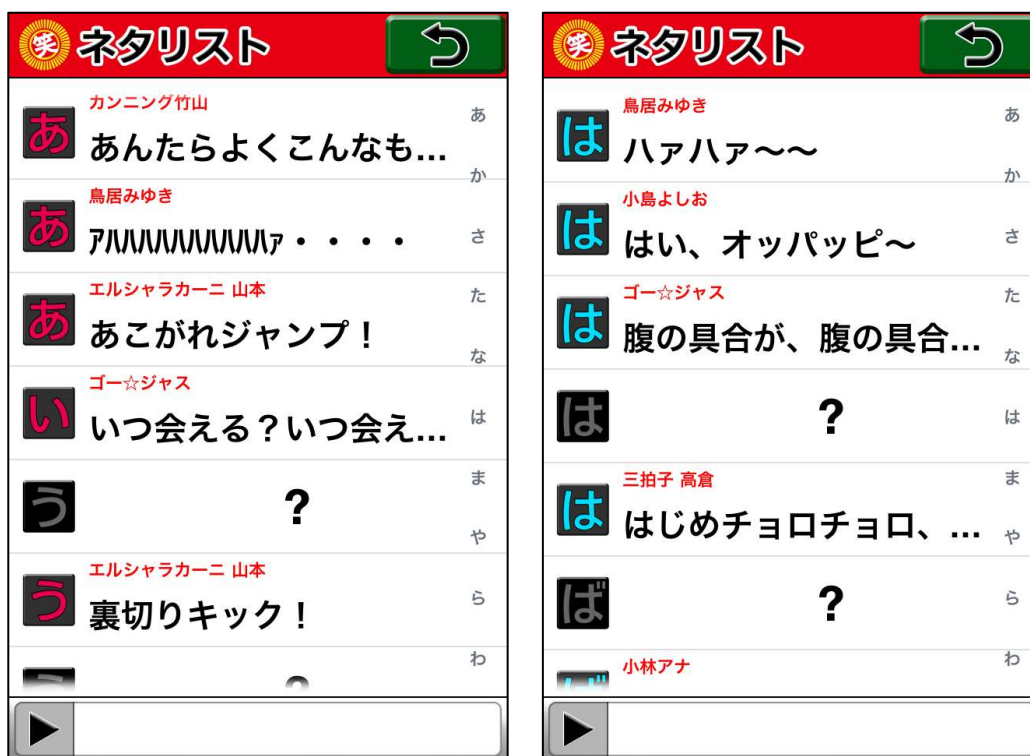 笑 ネタリスト
カンニング竹山
あ あんたらよくこんなも...
鳥居みゆき
あ ｱﾊﾊﾊﾊﾊﾊﾊﾊﾊﾊﾊｧ・・・・
エルシャラカーニ 山本
あ あこがれジャンプ！
ゴー☆ジャス
い いつ会える？いつ会え...
う ?
エルシャラカーニ 山本
う 裏切りキック！
?
あ
か
さ
た
な
は
ま
や
ら
わ
笑 ネタリスト
鳥居みゆき
は ハァハァ〜〜
小島よしお
は はい、オッパッピ〜
ゴー☆ジャス
は 腹の具合が、腹の具合...
は ?
三拍子 高倉
は はじめチョロチョロ、...
ば ?
小林アナ
あ
か
さ
た
な
は
ま
や
ら
わ